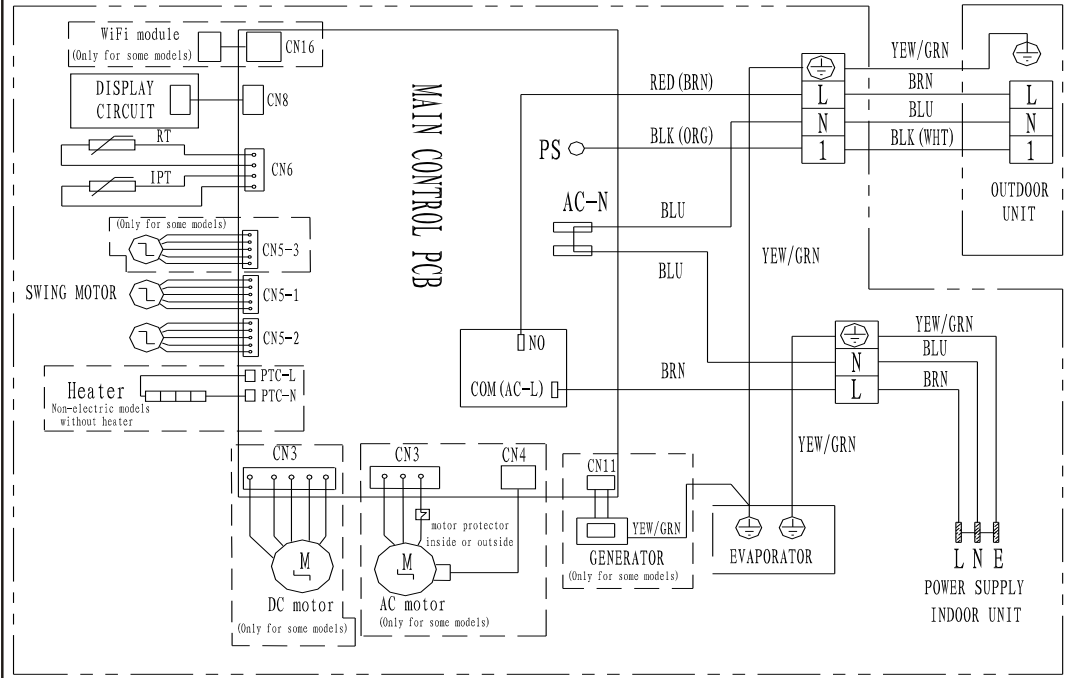 WiFi module
(Only for some models)
CN16
DISPLAY
CIRCUIT
CN8
RT
IPT
CN6
(Only for some models)
CN5-3
SWING MOTOR
CN5-1
CN5-2
Heater
Non-electric models
without heater
PTC-L
PTC-N
MAIN CONTROL PCB
PS
AC-N
NO
COM(AC-L)
RED(BRN)
BLK(ORG)
BLU
BLU
BRN
L
N
1
YEW/GRN
BRN
BLU
BLK(WHT)
L
N
1
OUTDOOR
UNIT
YEW/GRN
N
L
YEW/GRN
BLU
BRN
YEW/GRN
L N E
POWER SUPPLY
INDOOR UNIT
CN3
M
DC motor
(Only for some models)
CN3
CN4
motor protector
inside or outside
M
AC motor
(Only for some models)
CN11
YEW/GRN
GENERATOR
(Only for some models)
EVAPORATOR